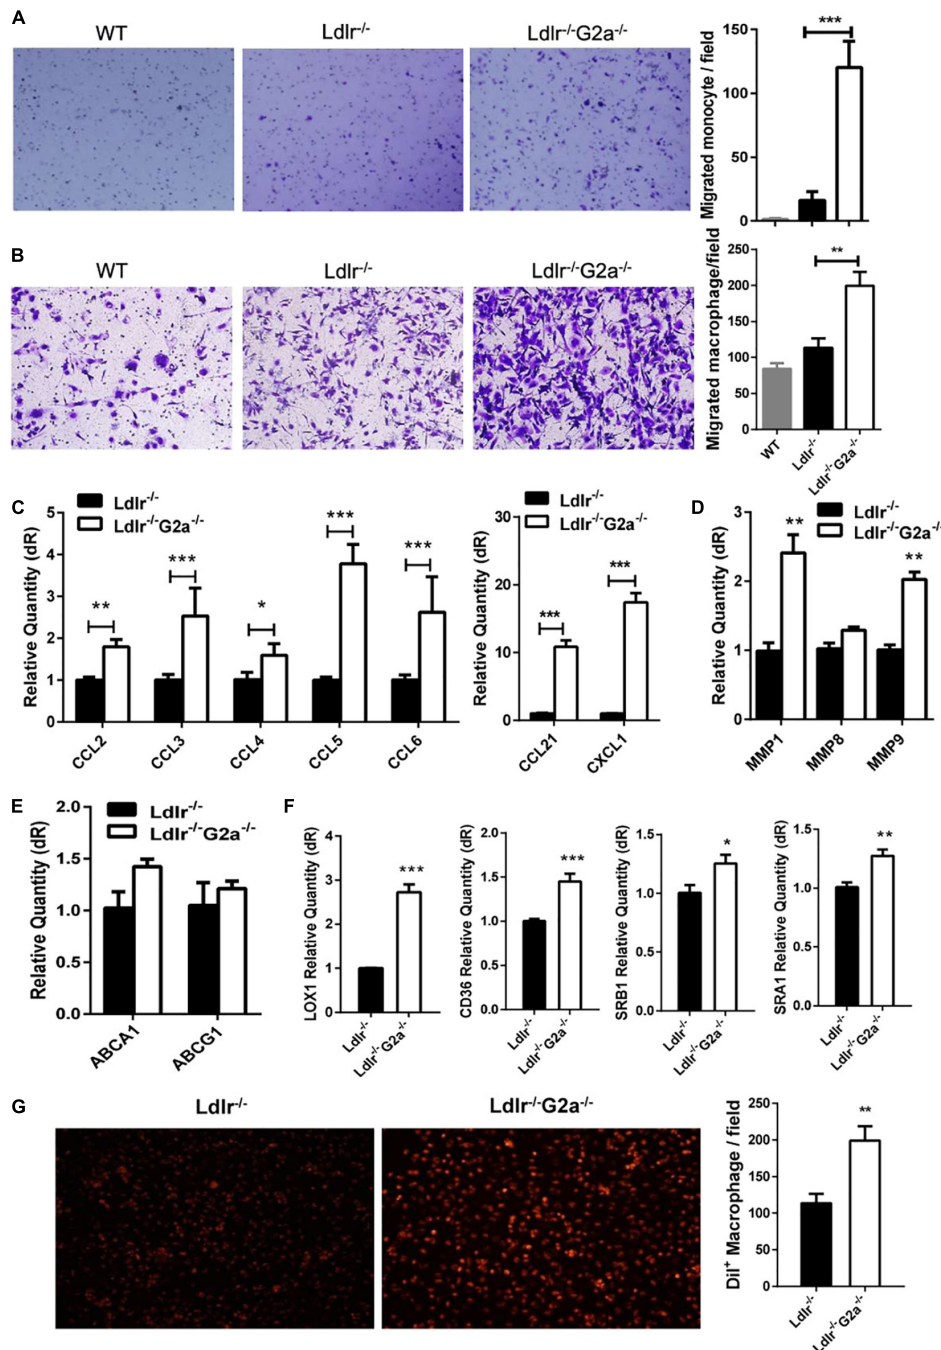 A
WT
Ldlr⁻/⁻
Ldlr⁻/⁻G2a⁻/⁻
Migrated monocyte / field
150
100
50
0
***
B
WT
Ldlr⁻/⁻
Ldlr⁻/⁻G2a⁻/⁻
Migrated macrophage/field
250
200
150
100
50
0
**
WT
Ldlr⁻/⁻
Ldlr⁻/⁻G2a⁻/⁻
C
Ldlr⁻/⁻
Ldlr⁻/⁻G2a⁻/⁻
Relative Quantity (dR)
5
4
3
2
1
0
**
***
*
***
***
CCL2
CCL3
CCL4
CCL5
CCL6
Ldlr⁻/⁻
Ldlr⁻/⁻G2a⁻/⁻
Relative Quantity (dR)
30
20
10
0
***
***
CCL21
CXCL1
D
Ldlr⁻/⁻
Ldlr⁻/⁻G2a⁻/⁻
Relative Quantity (dR)
3
2
1
0
**
**
MMP1
MMP8
MMP9
E
Ldlr⁻/⁻
Ldlr⁻/⁻G2a⁻/⁻
Relative Quantity (dR)
2.0
1.5
1.0
0.5
0.0
ABCA1
ABCG1
F
LOX1 Relative Quantity (dR)
4
3
2
1
0
***
Ldlr⁻/⁻
Ldlr⁻/⁻G2a⁻/⁻
CD36 Relative Quantity (dR)
2.0
1.5
1.0
0.5
0.0
***
Ldlr⁻/⁻
Ldlr⁻/⁻G2a⁻/⁻
SRB1 Relative Quantity (dR)
1.5
1.0
0.5
0.0
*
Ldlr⁻/⁻
Ldlr⁻/⁻G2a⁻/⁻
SRA1 Relative Quantity (dR)
1.5
1.0
0.5
0.0
**
Ldlr⁻/⁻
Ldlr⁻/⁻G2a⁻/⁻
G
Ldlr⁻/⁻
Ldlr⁻/⁻G2a⁻/⁻
Dil⁺ Macrophage / field
250
200
150
100
50
0
**
Ldlr⁻/⁻
Ldlr⁻/⁻G2a⁻/⁻